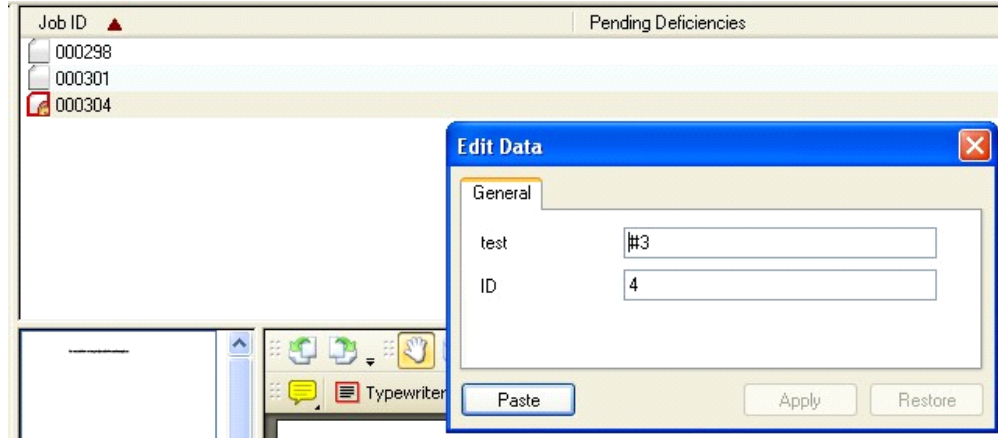 Job ID Pending Deficiencies
000298
000301
000304
Edit Data
General
test #3
ID 4
Typewriter
Paste Apply Restore